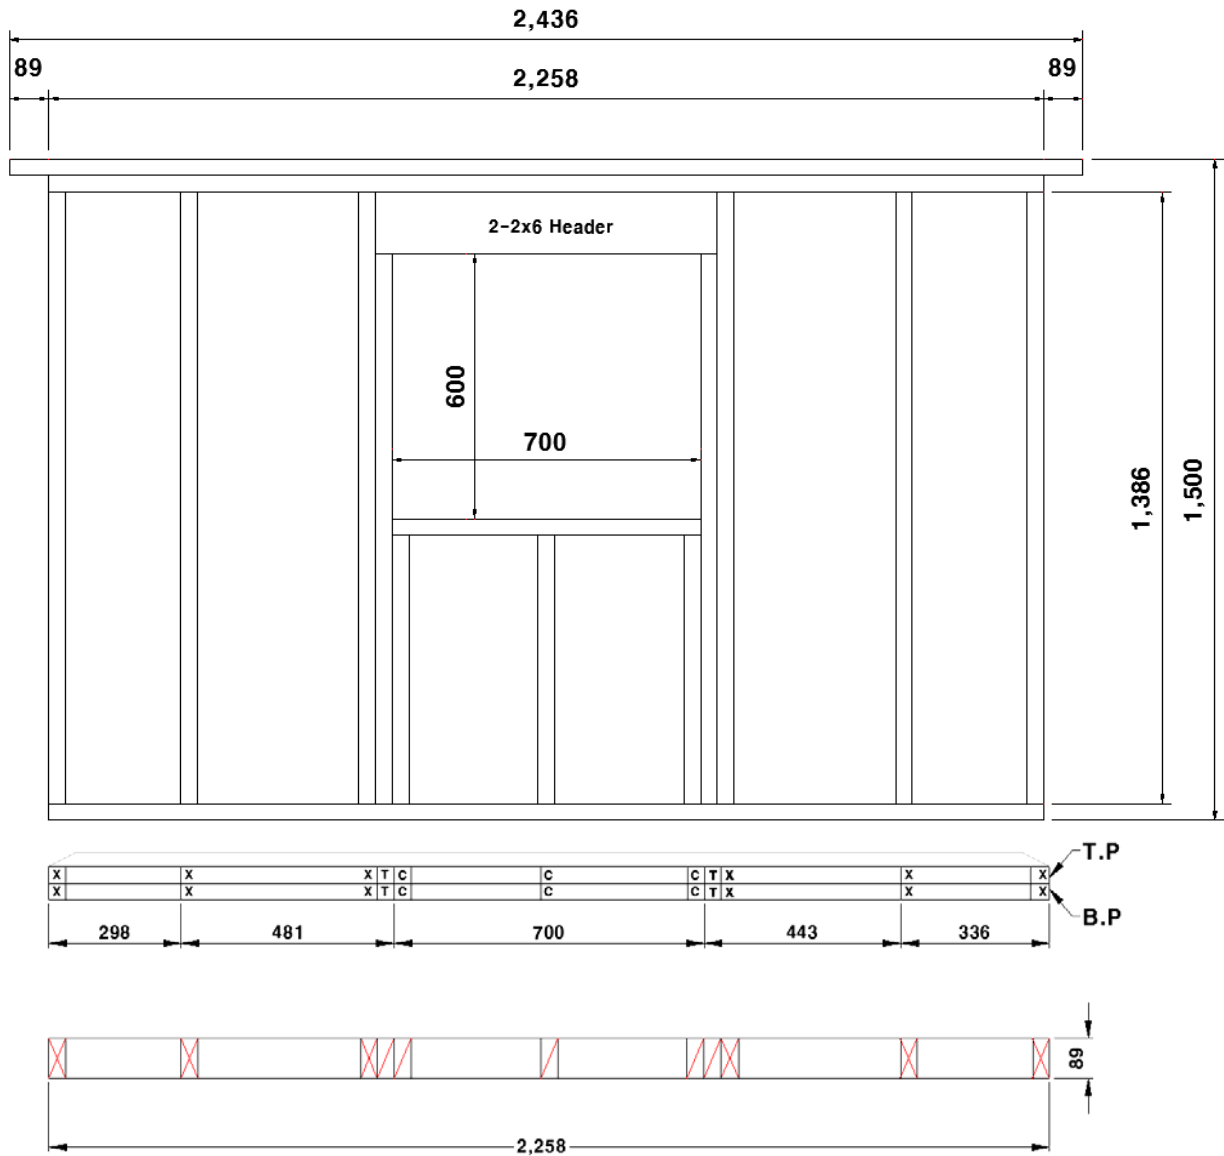 2,436
89
2,258
89
2-2x6 Header
600
700
1,386
1,500
X X X T C C C T X X X
T.P
X X X T C C C T X X X
B.P
298 481 700 443 336
89
2,258